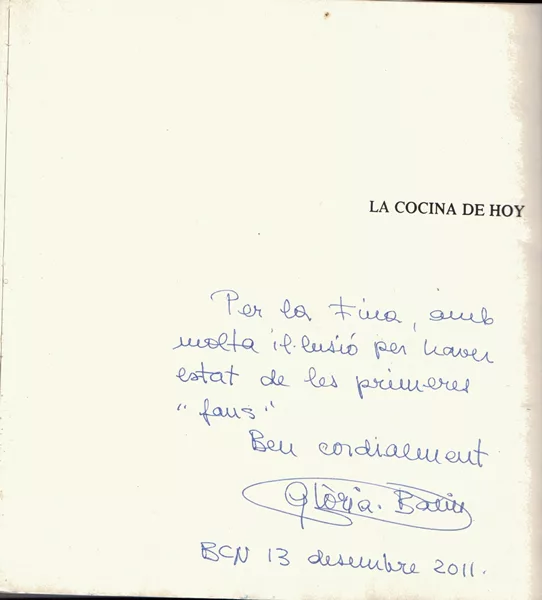 LA COCINA DE HOY
Per la Fina, amb
molta il·lusió per haver
estat de les primeres
"fans"
Ben cordialment
Glòria. Baliu
BCN 13 desembre 2011.